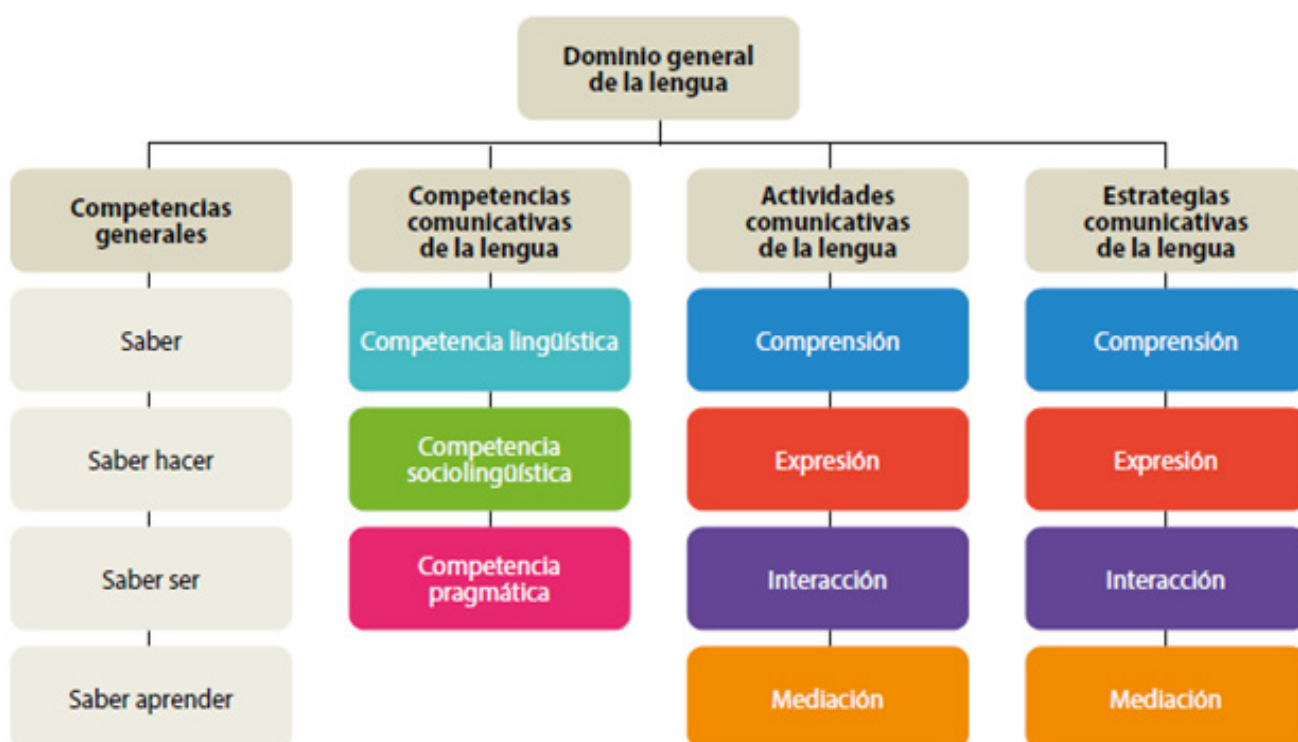 Dominio general
de la lengua
Competencias
generales
Saber
Saber hacer
Saber ser
Saber aprender
Competencias
comunicativas
de la lengua
Competencia lingüística
Competencia
sociolingüística
Competencia
pragmática
Actividades
comunicativas
de la lengua
Comprensión
Expresión
Interacción
Mediación
Estrategias
comunicativas
de la lengua
Comprensión
Expresión
Interacción
Mediación